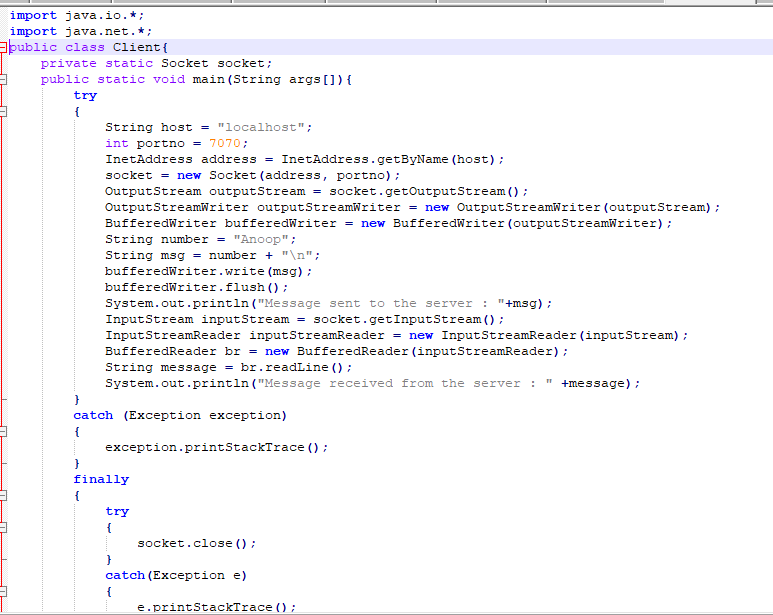 import java.io.*;
import java.net.*;
public class Client{
    private static Socket socket;
    public static void main(String args[]){
        try
        {
            String host = "localhost";
            int portno = 7070;
            InetAddress address = InetAddress.getByName(host);
            socket = new Socket(address, portno);
            OutputStream outputStream = socket.getOutputStream();
            OutputStreamWriter outputStreamWriter = new OutputStreamWriter(outputStream);
            BufferedWriter bufferedWriter = new BufferedWriter(outputStreamWriter);
            String number = "Anoop";
            String msg = number + "\n";
            bufferedWriter.write(msg);
            bufferedWriter.flush();
            System.out.println("Message sent to the server : "+msg);
            InputStream inputStream = socket.getInputStream();
            InputStreamReader inputStreamReader = new InputStreamReader(inputStream);
            BufferedReader br = new BufferedReader(inputStreamReader);
            String message = br.readLine();
            System.out.println("Message received from the server : " +message);
        }
        catch (Exception exception)
        {
            exception.printStackTrace();
        }
        finally
        {
            try
            {
                socket.close();
            }
            catch(Exception e)
            {
                e.printStackTrace();